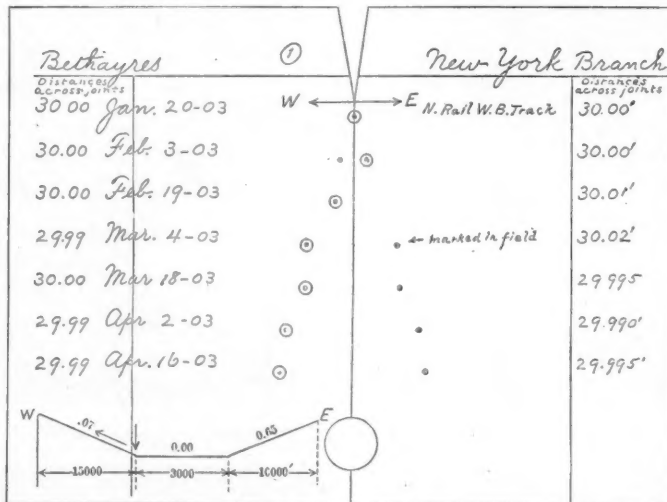 Bethayres ① New York Branch
Distances across joints Distances across joints
W E
30.00 Jan. 20-03 N. Rail W.B. Track 30.00'
30.00 Feb. 3-03 30.00'
30.00 Feb. 19-03 30.01'
29.99 Mar. 4-03 ← marked in field 30.02'
30.00 Mar 18-03 29.995
29.99 Apr 2-03 29.990'
29.99 Apr. 16-03 29.995'
W .07 0.00 0.65 E
15000 3000 10000'